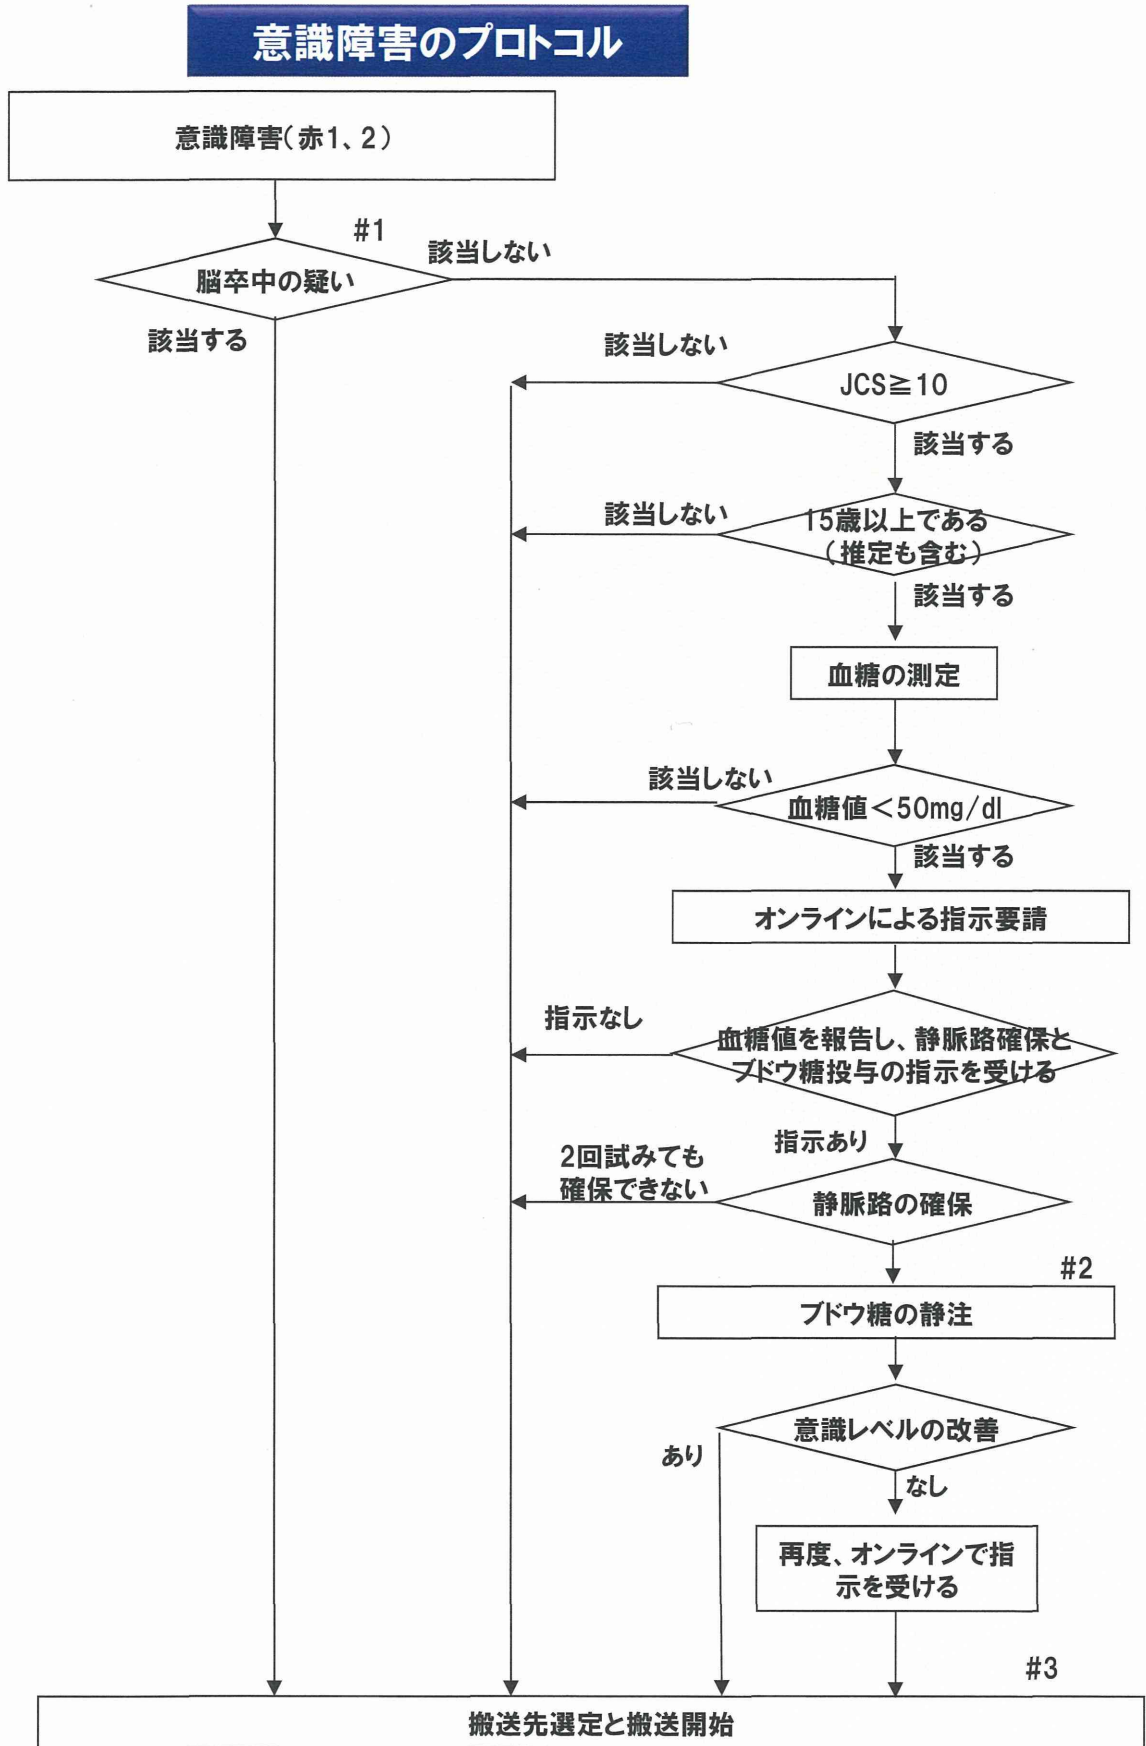 意識障害のプロトコル
意識障害(赤1、2)
#1
脳卒中の疑い
該当しない
該当する
該当しない
JCS≧10
該当する
該当しない
15歳以上である
(推定も含む)
該当する
血糖の測定
該当しない
血糖値<50mg/dl
該当する
オンラインによる指示要請
指示なし
血糖値を報告し、静脈路確保と
ブドウ糖投与の指示を受ける
指示あり
2回試みても
確保できない
静脈路の確保
#2
ブドウ糖の静注
意識レベルの改善
あり
なし
再度、オンラインで指
示を受ける
#3
搬送先選定と搬送開始